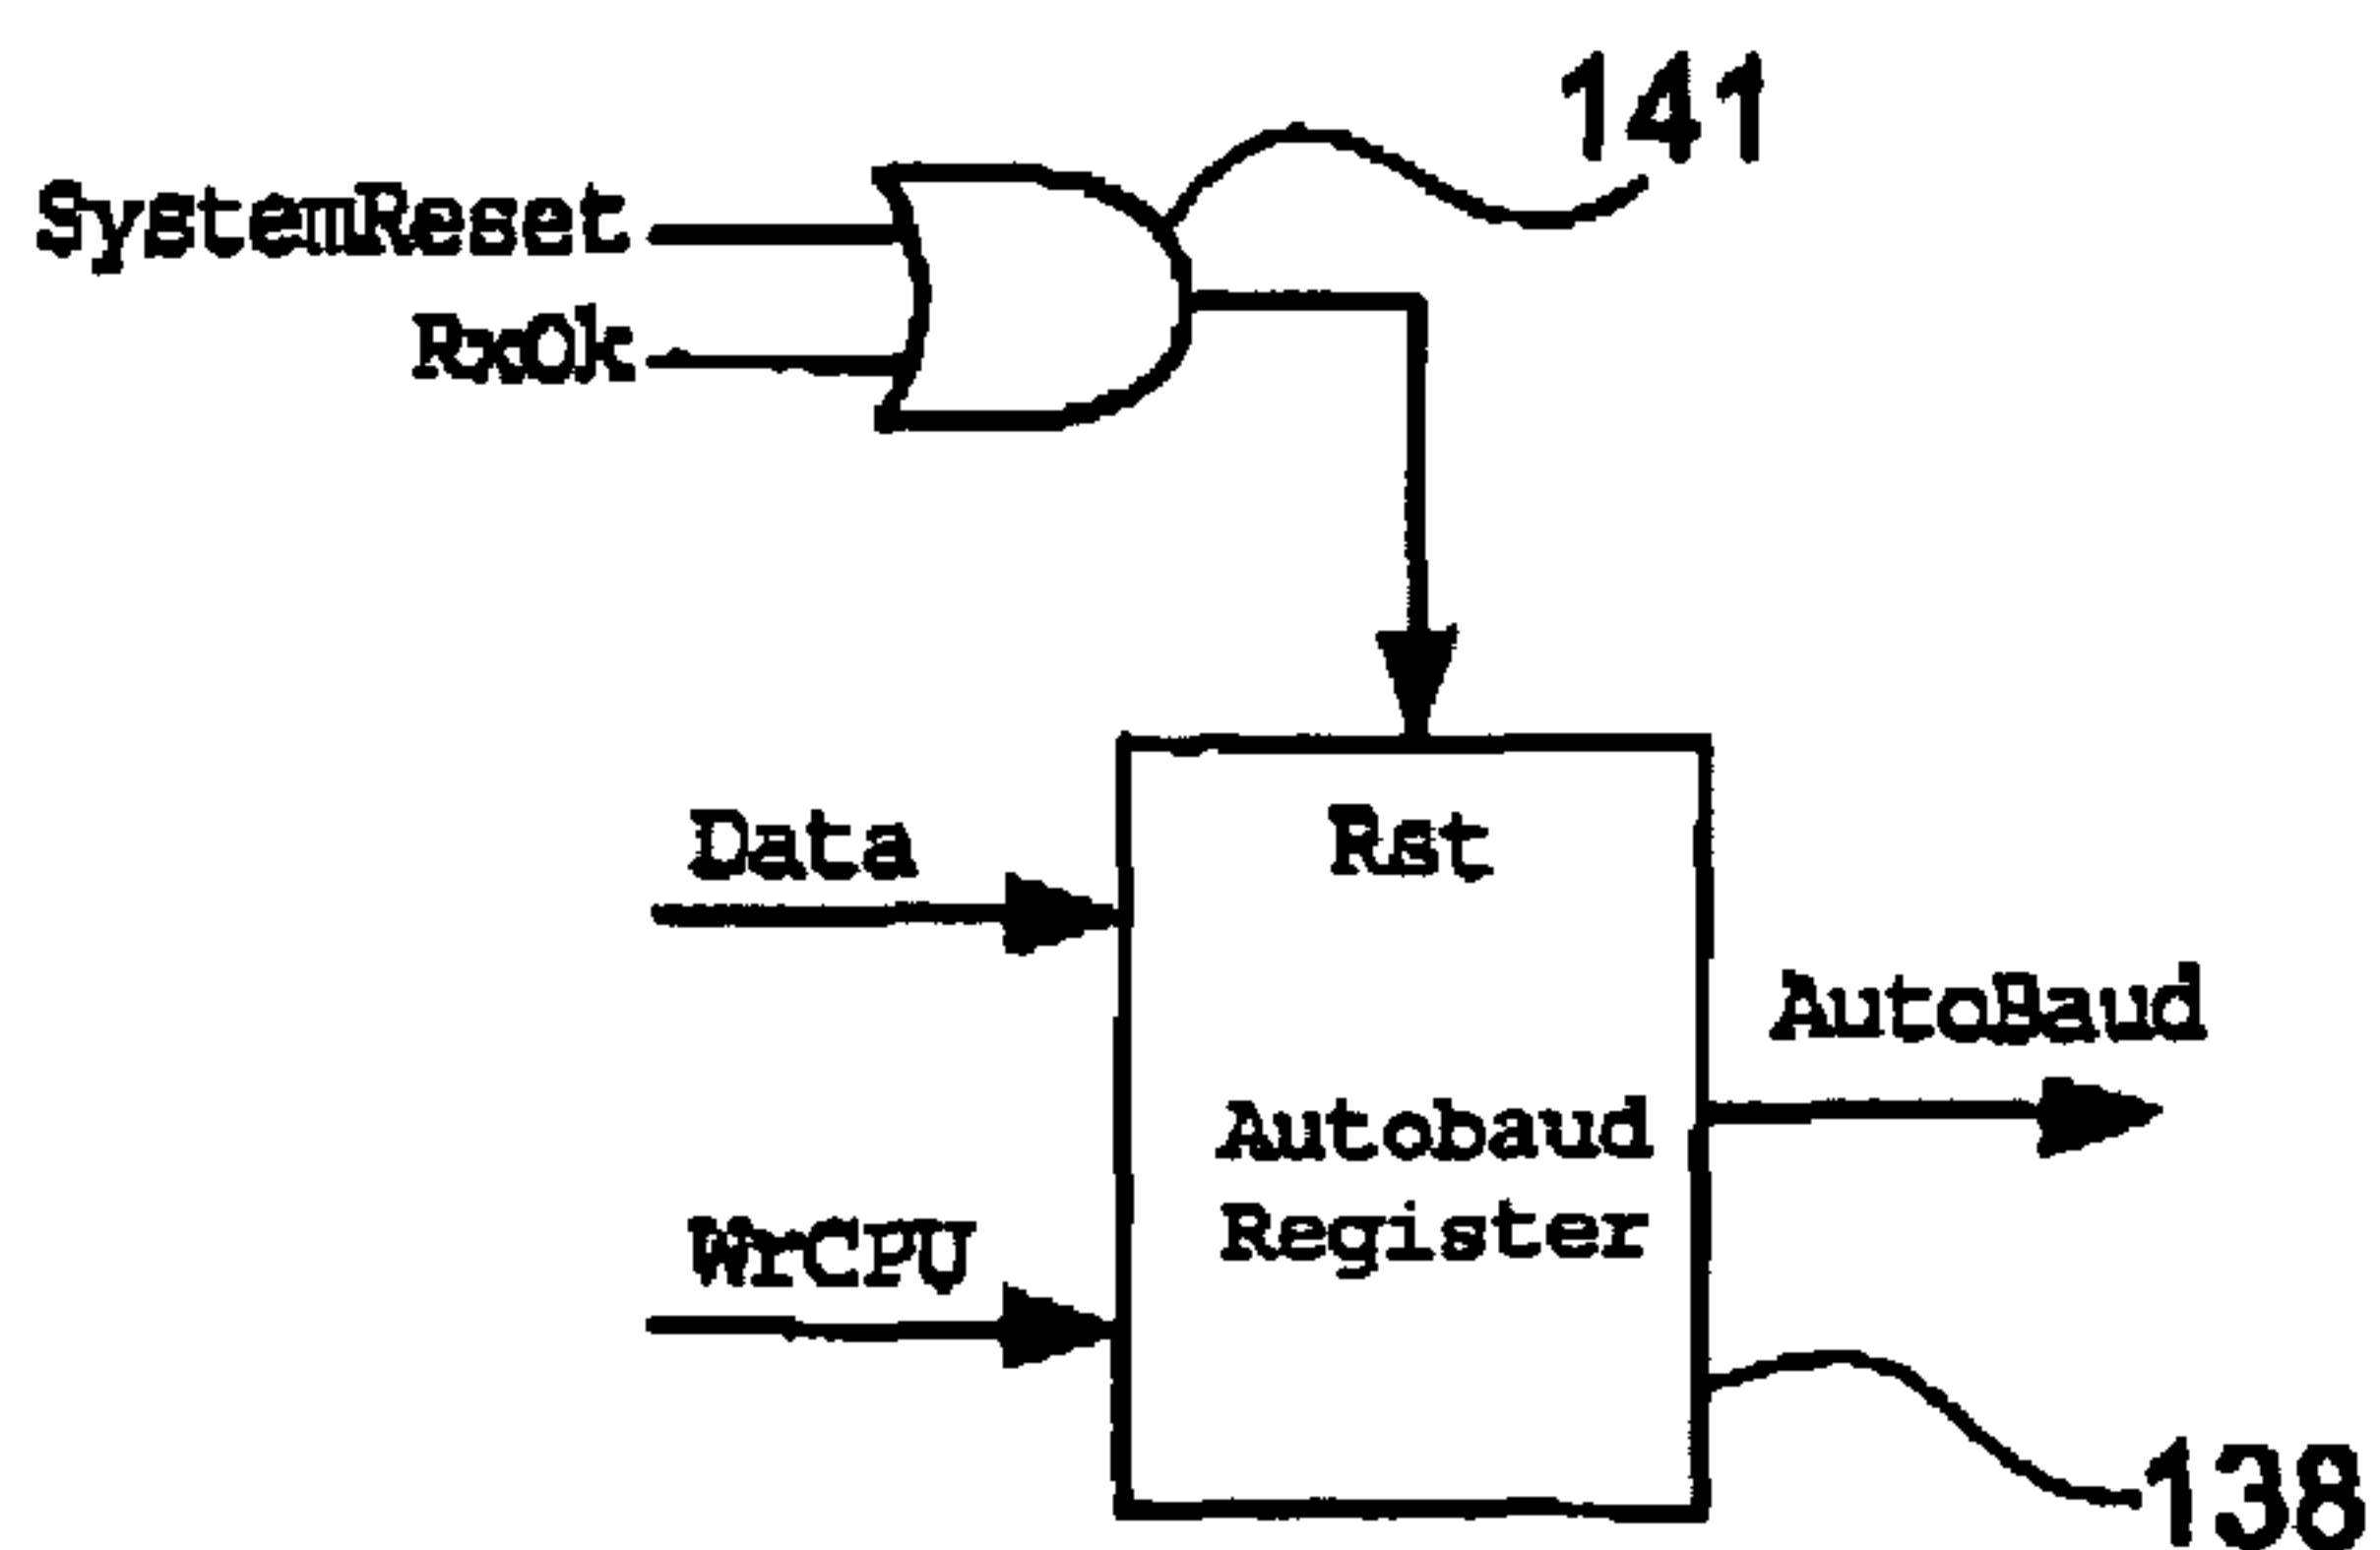 141
SystemReset
RxOk
Data
Rst
AutoBaud
Autobaud
Register
WrCPU
138